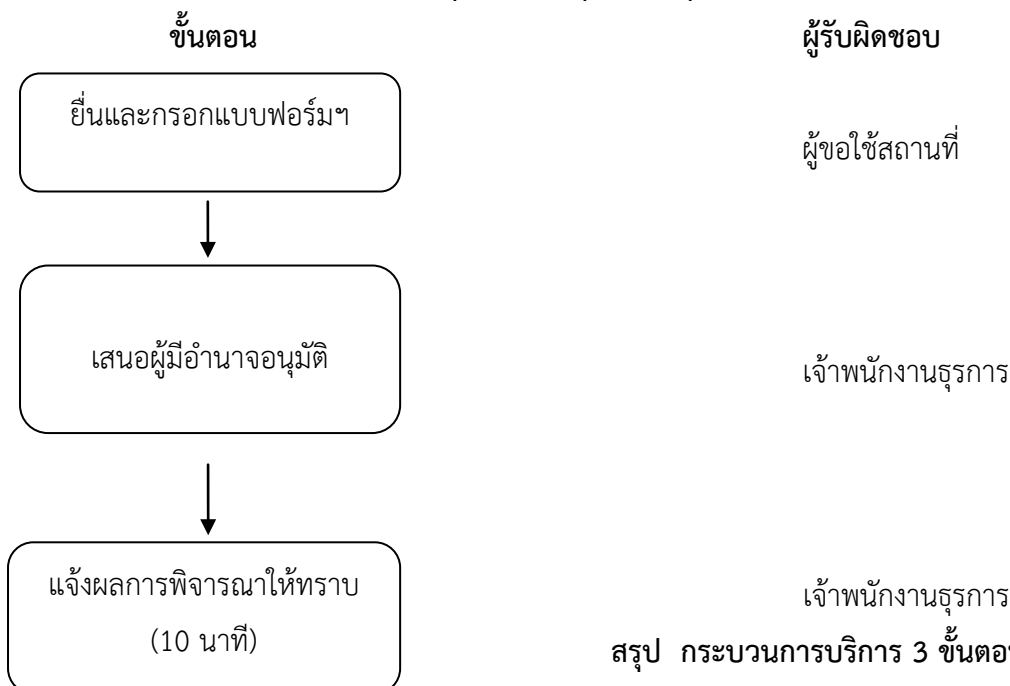 ขั้นตอน ผู้รับผิดชอบ
ยื่นและกรอกแบบฟอร์มฯ
ผู้ขอใช้สถานที่
เสนอผู้มีอำนาจอนุมัติ
เจ้าพนักงานธุรการ
แจ้งผลการพิจารณาให้ทราบ
(10 นาที)
เจ้าพนักงานธุรการ
สรุป กระบวนการบริการ 3 ขั้นตอน